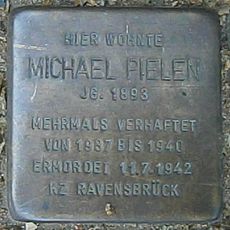 HIER WOHNTE
MICHAEL PIELEN
JG. 1893
MEHRMALS VERHAFTET
VON 1937 BIS 1940
ERMORDET 11.7.1942
KZ RAVENSBRÜCK